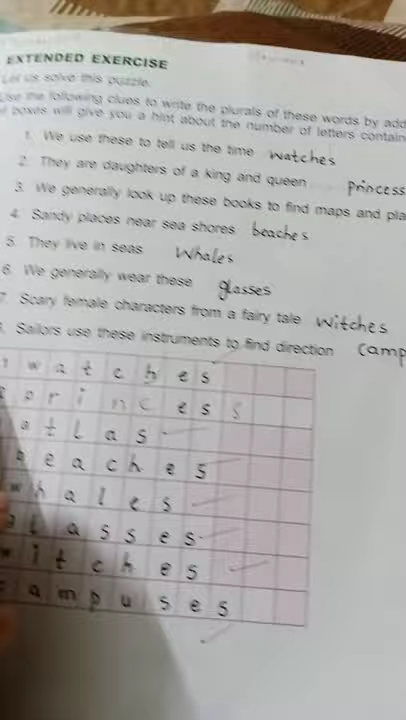 EXTENDED EXERCISE
Let us solve this puzzle.
Use the following clues to write the plurals of these words by add
boxes will give you a hint about the number of letters contain
1. We use these to tell us the time watches
2. They are daughters of a king and queen princess
3. We generally look up these books to find maps and pla
4. Sandy places near sea shores beaches
5. They live in seas Whales
6. We generally wear these glasses
7. Scary female characters from a fairy tale witches
Sailors use these instruments to find direction Camp
1 w a t c h e s
p r i n c e s s
a t l a s
b e a c h e s
w h a l e s
g l a s s e s
w i t c h e s
c a m p u s e s